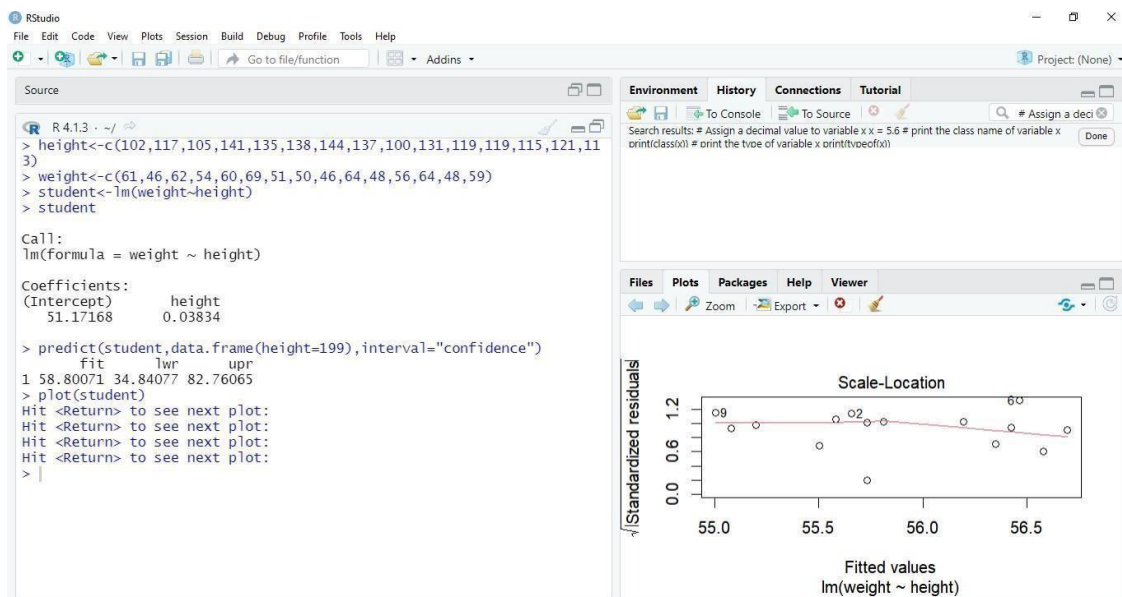 RStudio
File Edit Code View Plots Session Build Debug Profile Tools Help
Go to file/function
Addins
Project: (None)
Source
R 4.1.3 · ~/
> height<-c(102,117,105,141,135,138,144,137,100,131,119,119,115,121,11
3)
> weight<-c(61,46,62,54,60,69,51,50,46,64,48,56,64,48,59)
> student<-lm(weight~height)
> student
Call:
lm(formula = weight ~ height)
Coefficients:
(Intercept) height
51.17168 0.03834
> predict(student,data.frame(height=199),interval="confidence")
fit lwr upr
1 58.80071 34.84077 82.76065
> plot(student)
Hit <Return> to see next plot:
Hit <Return> to see next plot:
Hit <Return> to see next plot:
Hit <Return> to see next plot:
>
Environment History Connections Tutorial
To Console To Source # Assign a deci
Search results: # Assign a decimal value to variable x x = 5.6 # print the class name of variable x
print(class(x)) # print the type of variable x print(typeof(x))
Done
Files Plots Packages Help Viewer
Zoom Export
Scale-Location
√|Standardized residuals|
0.0 0.6 1.2
9
2
6
55.0 55.5 56.0 56.5
Fitted values
lm(weight ~ height)